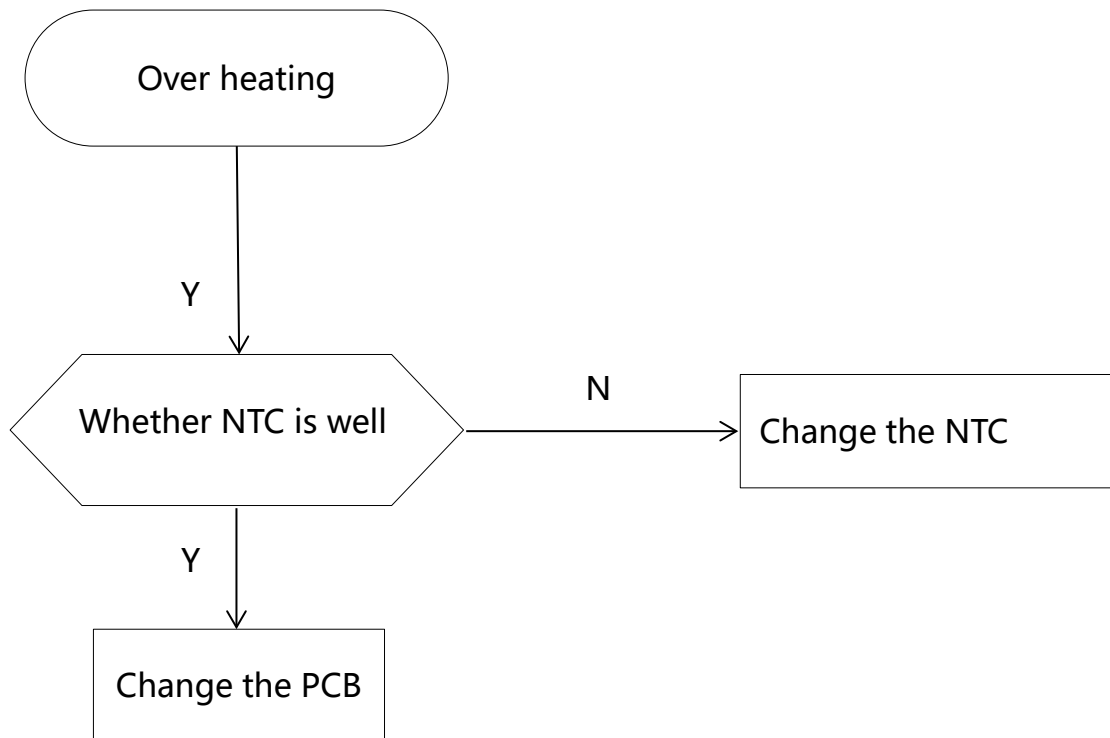 Over heating
Y
Whether NTC is well
N
Change the NTC
Y
Change the PCB